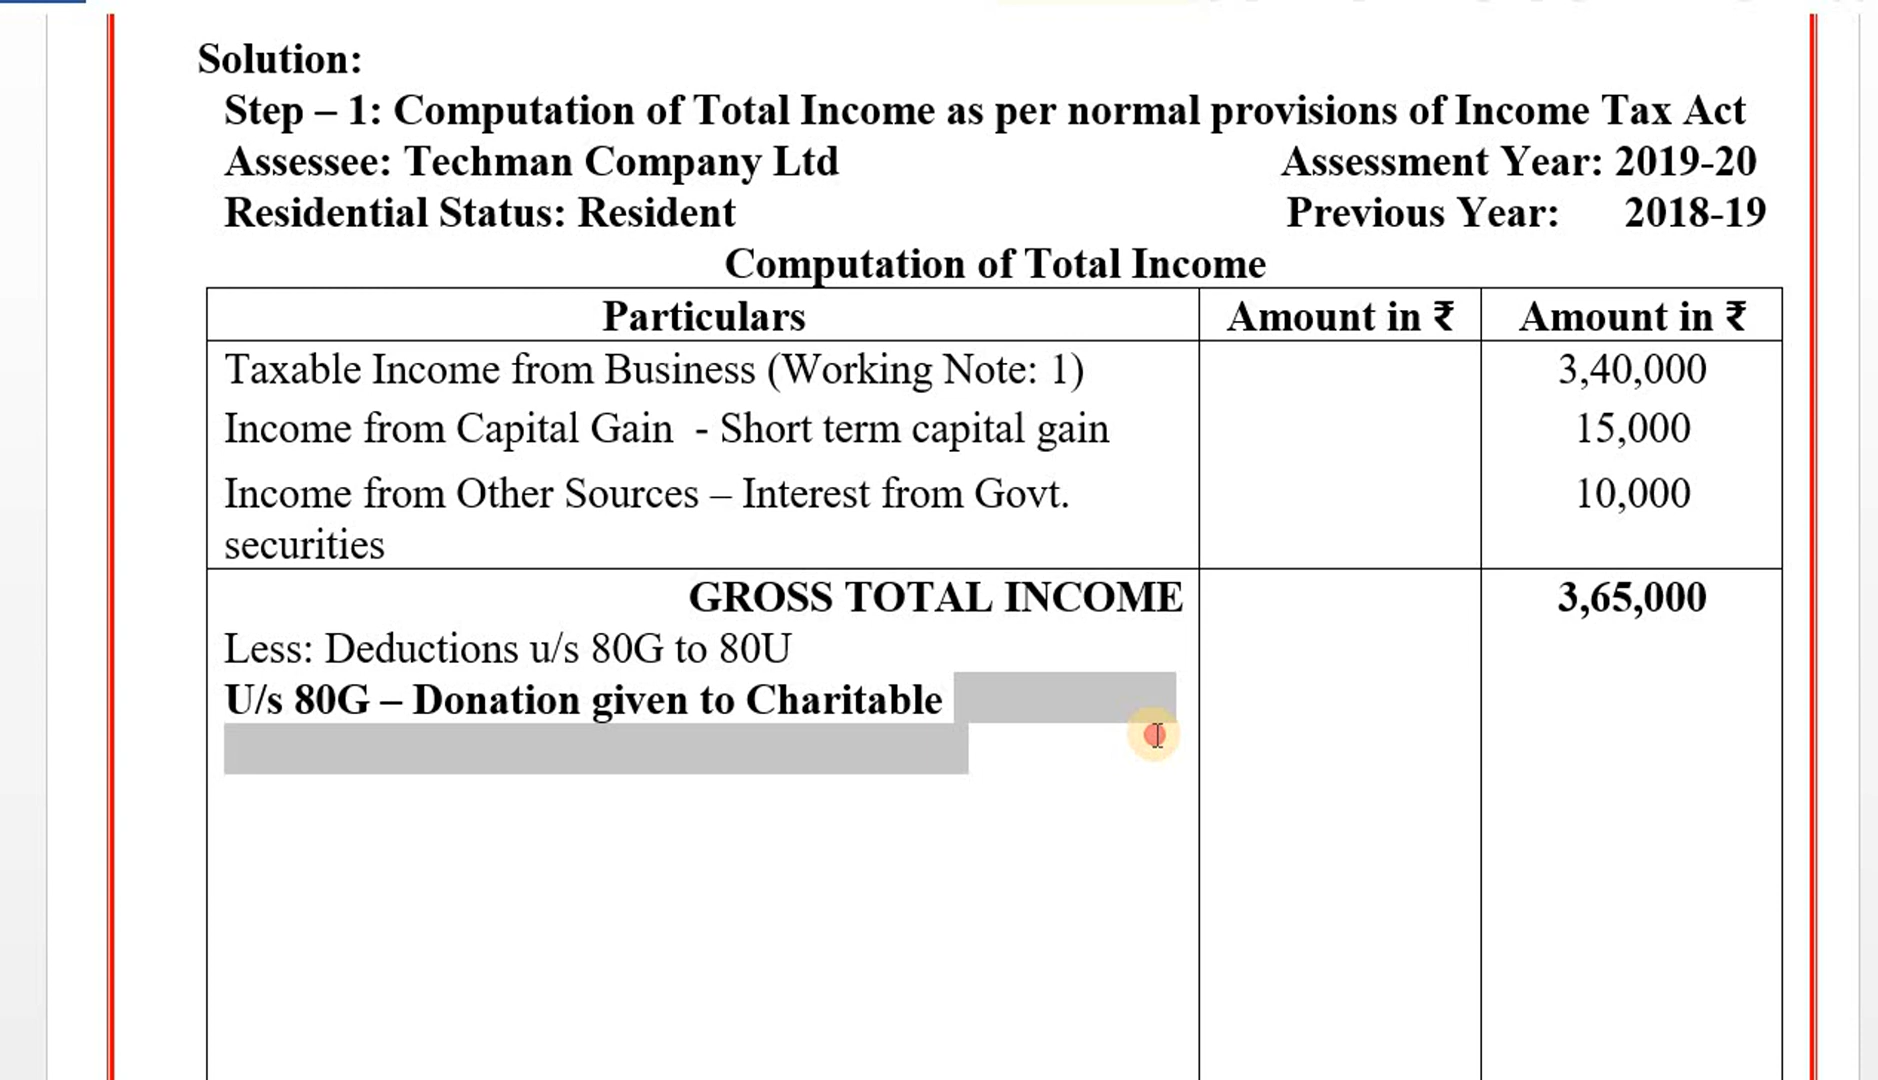 Solution:
Step – 1: Computation of Total Income as per normal provisions of Income Tax Act
Assessee: Techman Company Ltd Assessment Year: 2019-20
Residential Status: Resident Previous Year: 2018-19
Computation of Total Income
Particulars Amount in ₹ Amount in ₹
Taxable Income from Business (Working Note: 1) 3,40,000
Income from Capital Gain - Short term capital gain 15,000
Income from Other Sources – Interest from Govt. 10,000
securities
GROSS TOTAL INCOME 3,65,000
Less: Deductions u/s 80G to 80U
U/s 80G – Donation given to Charitable